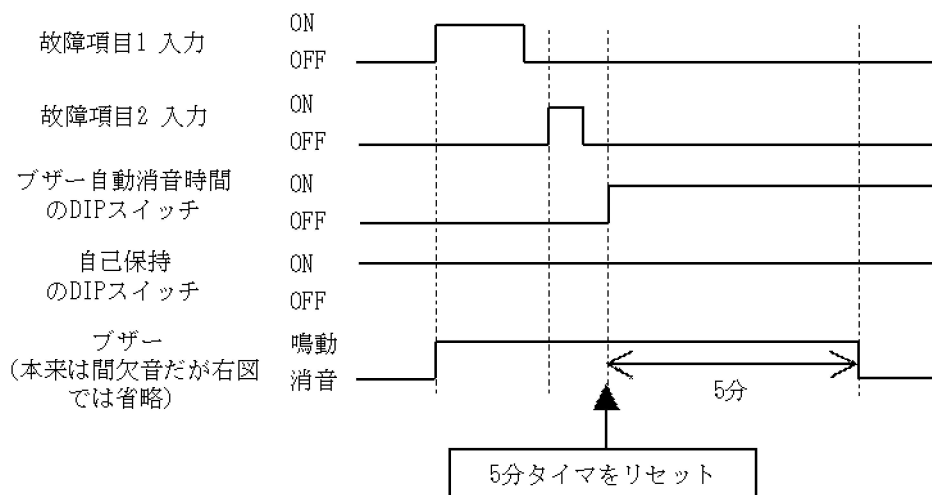 故障項目1 入力
ON
OFF
故障項目2 入力
ON
OFF
ブザー自動消音時間
のDIPスイッチ
ON
OFF
自己保持
のDIPスイッチ
ON
OFF
ブザー
(本来は間欠音だが右図
では省略)
鳴動
消音
5分
5分タイマをリセット